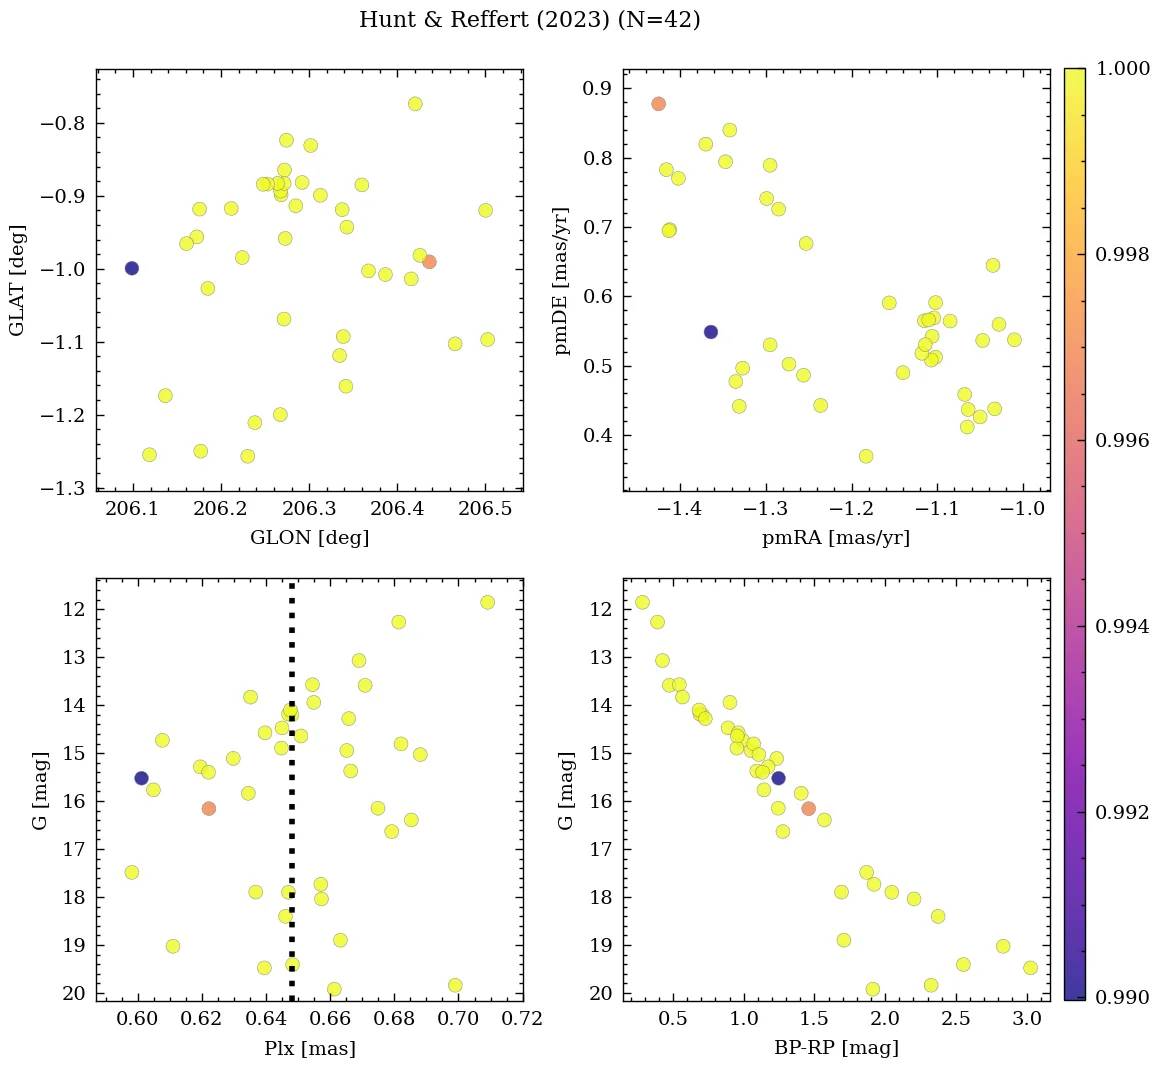 Hunt & Reffert (2023) (N=42)
−0.8
−0.9
−1.0
−1.1
−1.2
−1.3
GLAT [deg]
206.1 206.2 206.3 206.4 206.5
GLON [deg]
0.9
0.8
0.7
0.6
0.5
0.4
pmDE [mas/yr]
−1.4 −1.3 −1.2 −1.1 −1.0
pmRA [mas/yr]
12
13
14
15
16
17
18
19
20
G [mag]
0.60 0.62 0.64 0.66 0.68 0.70 0.72
Plx [mas]
12
13
14
15
16
17
18
19
20
G [mag]
0.5 1.0 1.5 2.0 2.5 3.0
BP-RP [mag]
1.000
0.998
0.996
0.994
0.992
0.990